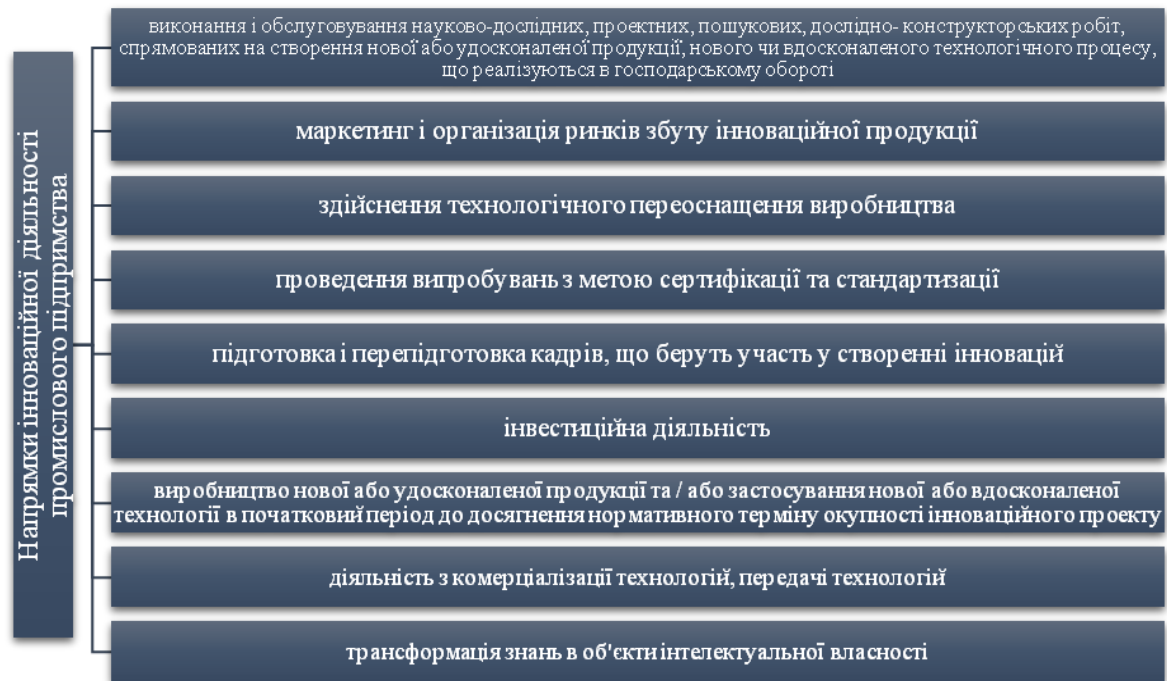 Напрямки інноваційної діяльності
промислового підпримства
виконання і обслуговування науково-дослідних, проектних, пошукових, дослідно- конструкторських робіт,
спрямованих на створення нової або удосконаленої продукції, нового чи вдосконаленого технологічного процесу,
що реалізуються в господарському обороті
маркетинг і організація ринків збуту інноваційної продукції
здійснення технологічного переоснащення виробництва
проведення випробувань з метою сертифікації та стандартизації
підготовка і перепідготовка кадрів, що беруть участь у створенні інновацій
інвестиційна діяльність
виробництво нової або удосконаленої продукції та / або застосування нової або вдосконаленої
технології в початковий період до досягнення нормативного терміну окупності інноваційного проекту
діяльність з комерціалізації технологій, передачі технологій
трансформація знань в об'єкти інтелектуальної власності